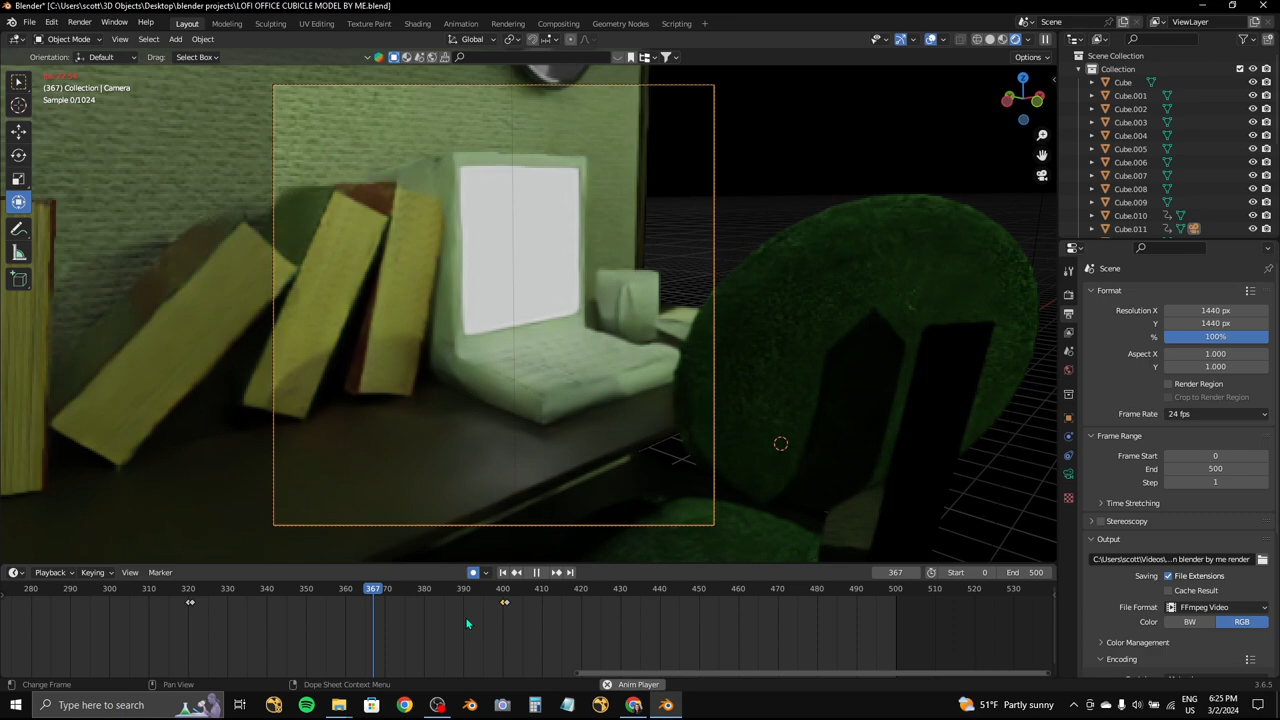 Blender* [C:\Users\scott\3D Objects\Desktop\blender projects\LOFI OFFICE CUBICLE MODEL BY ME.blend]
File Edit Render Window Help Layout Modeling Sculpting UV Editing Texture Paint Shading Animation Rendering Compositing Geometry Nodes Scripting + Scene ViewLayer
Object Mode View Select Add Object Global
Orientation: Default Drag: Select Box Options
(367) Collection | Camera
Sample 0/1024
Scene Collection
Collection
Cube
Cube.001
Cube.002
Cube.003
Cube.004
Cube.005
Cube.006
Cube.007
Cube.008
Cube.009
Cube.010
Cube.011
Scene
Format
Resolution X 1440 px
Y 1440 px
% 100%
Aspect X 1.000
Y 1.000
Render Region
Crop to Render Region
Frame Rate 24 fps
Frame Range
Frame Start 0
End 500
Step 1
Time Stretching
Stereoscopy
Output
C:\Users\scott\Videos\...n blender by me render
Saving File Extensions
Cache Result
File Format FFmpeg Video
Color BW RGB
Color Management
Encoding
Playback Keying View Marker 367 Start 0 End 500
280 290 300 310 320 330 340 350 360 367 70 380 390 400 410 420 430 440 450 460 470 480 490 500 510 520 530
Change Frame Pan View Dope Sheet Context Menu Anim Player 3.6.5
Type here to search 51°F Partly sunny ENG US 6:25 PM 3/2/2024